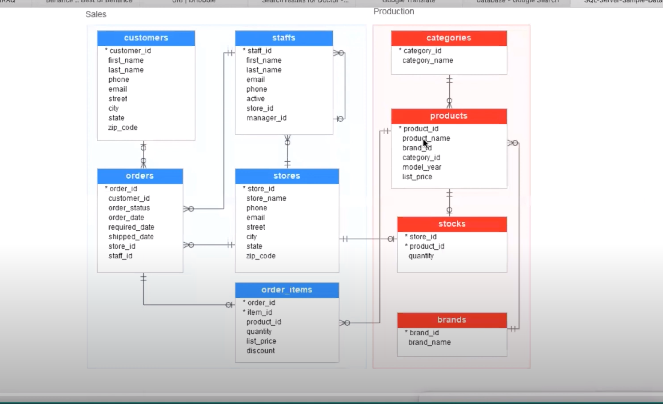 Google Translate
Sales
Production
customers
* customer_id
first_name
last_name
phone
email
street
city
state
zip_code
staffs
* staff_id
first_name
last_name
email
phone
active
store_id
manager_id
categories
* category_id
category_name
products
* product_id
product_name
brand_id
category_id
model_year
list_price
orders
* order_id
customer_id
order_status
order_date
required_date
shipped_date
store_id
staff_id
stores
* store_id
store_name
phone
email
street
city
state
zip_code
stocks
* store_id
* product_id
quantity
order_items
* order_id
* item_id
product_id
quantity
list_price
discount
brands
* brand_id
brand_name